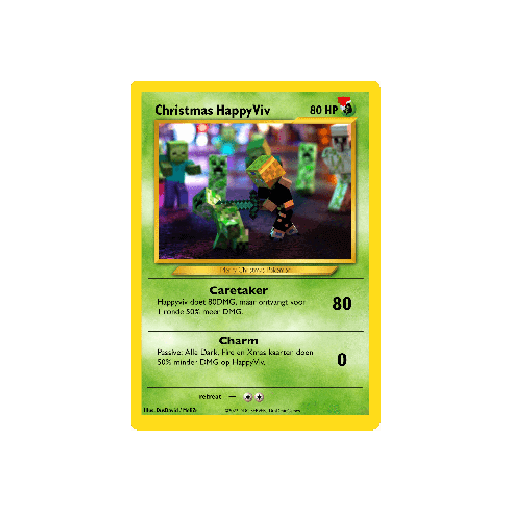 Christmas HappyViv
80 HP
Caretaker
Happyviv doet 80DMG, maar ontvangt voor
1 ronde 50% meer DMG.
80
Charm
Passive: Alle Dark, Fire en Xmas kaarten doen
50% minder DMG op HappyViv.
0
retreat